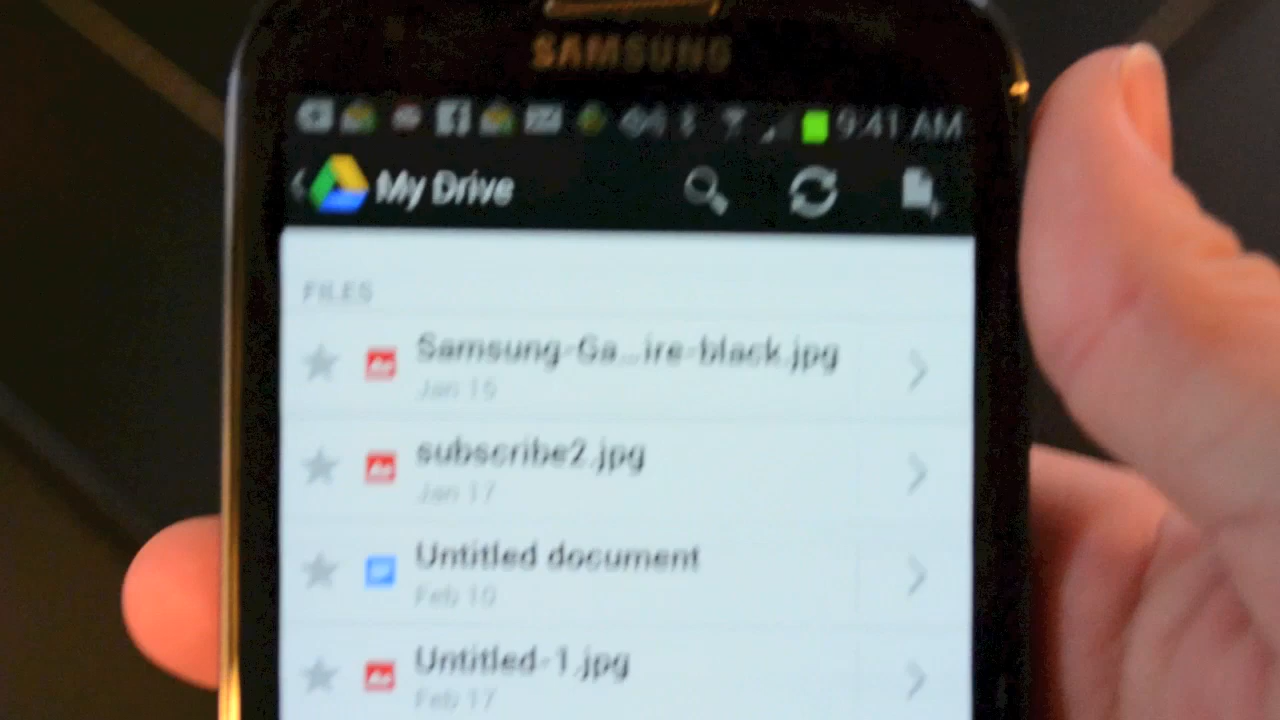 SAMSUNG
9:41 AM
My Drive
FILES
Samsung-Ga...ire-black.jpg
Jan 15
subscribe2.jpg
Jan 17
Untitled document
Feb 10
Untitled-1.jpg
Feb 17